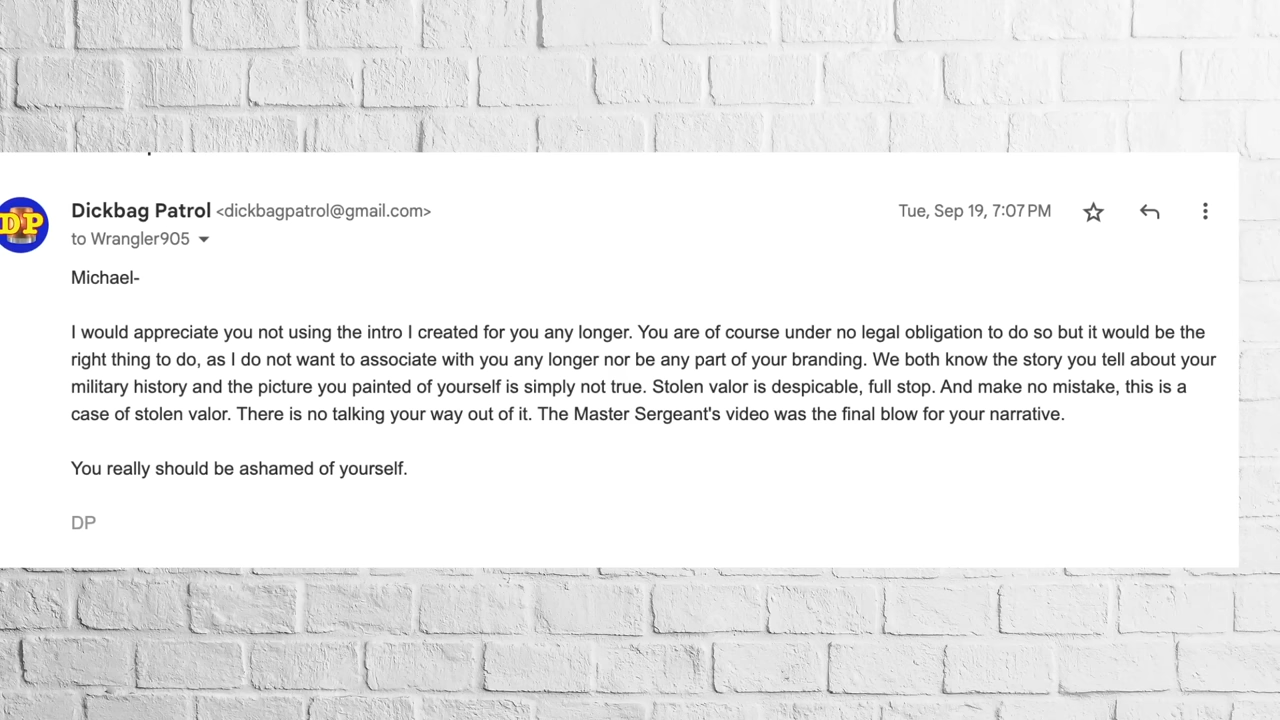 DP
Dickbag Patrol <dickbagpatrol@gmail.com>
Tue, Sep 19, 7:07 PM
to Wrangler905
Michael-
I would appreciate you not using the intro I created for you any longer. You are of course under no legal obligation to do so but it would be the
right thing to do, as I do not want to associate with you any longer nor be any part of your branding. We both know the story you tell about your
military history and the picture you painted of yourself is simply not true. Stolen valor is despicable, full stop. And make no mistake, this is a
case of stolen valor. There is no talking your way out of it. The Master Sergeant's video was the final blow for your narrative.
You really should be ashamed of yourself.
DP